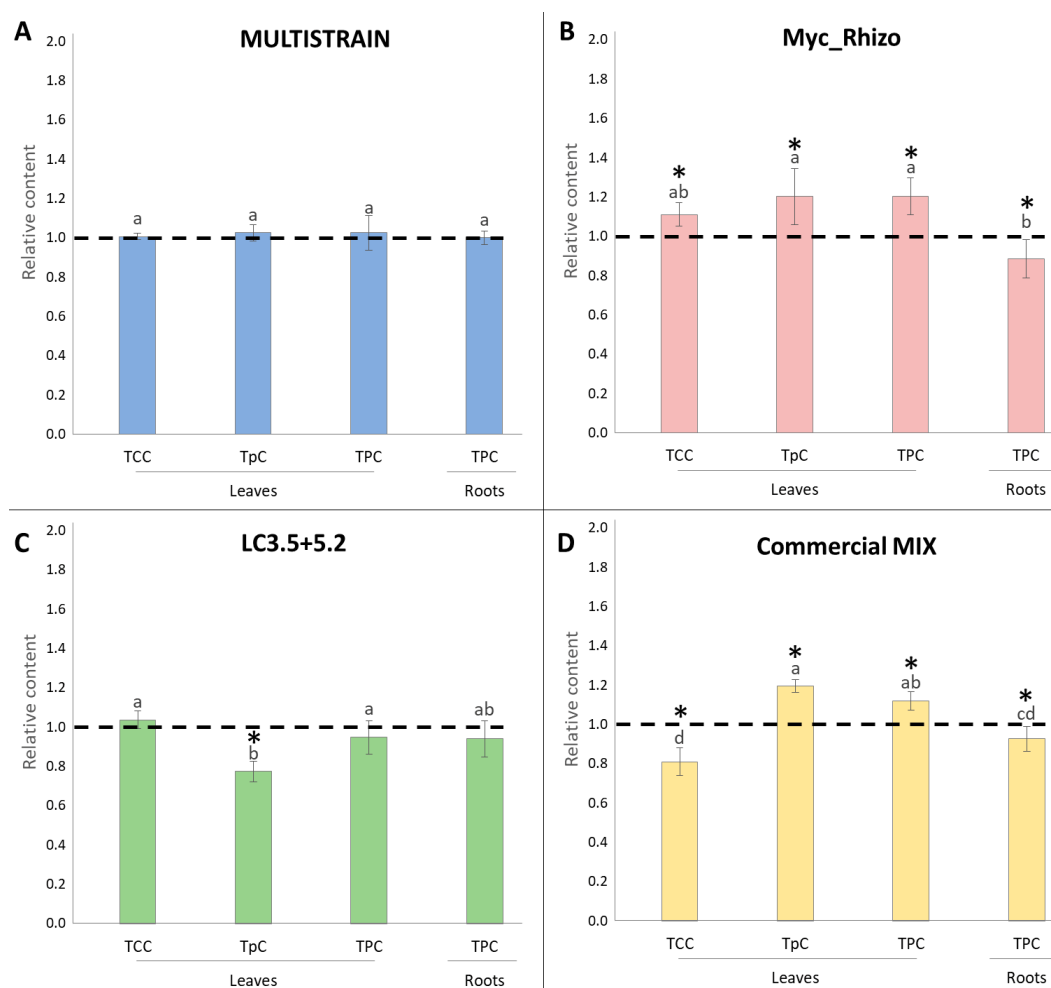 A
MULTISTRAIN
2.0
1.8
1.6
1.4
1.2
1.0
0.8
0.6
0.4
0.2
0.0
Relative content
a a a a
TCC TpC TPC TPC
Leaves Roots
B
Myc_Rhizo
2.0
1.8
1.6
1.4
1.2
1.0
0.8
0.6
0.4
0.2
0.0
Relative content
* * * *
ab a a b
TCC TpC TPC TPC
Leaves Roots
C
LC3.5+5.2
2.0
1.8
1.6
1.4
1.2
1.0
0.8
0.6
0.4
0.2
0.0
Relative content
*
a b a ab
TCC TpC TPC TPC
Leaves Roots
D
Commercial MIX
2.0
1.8
1.6
1.4
1.2
1.0
0.8
0.6
0.4
0.2
0.0
Relative content
* * * *
d a ab cd
TCC TpC TPC TPC
Leaves Roots